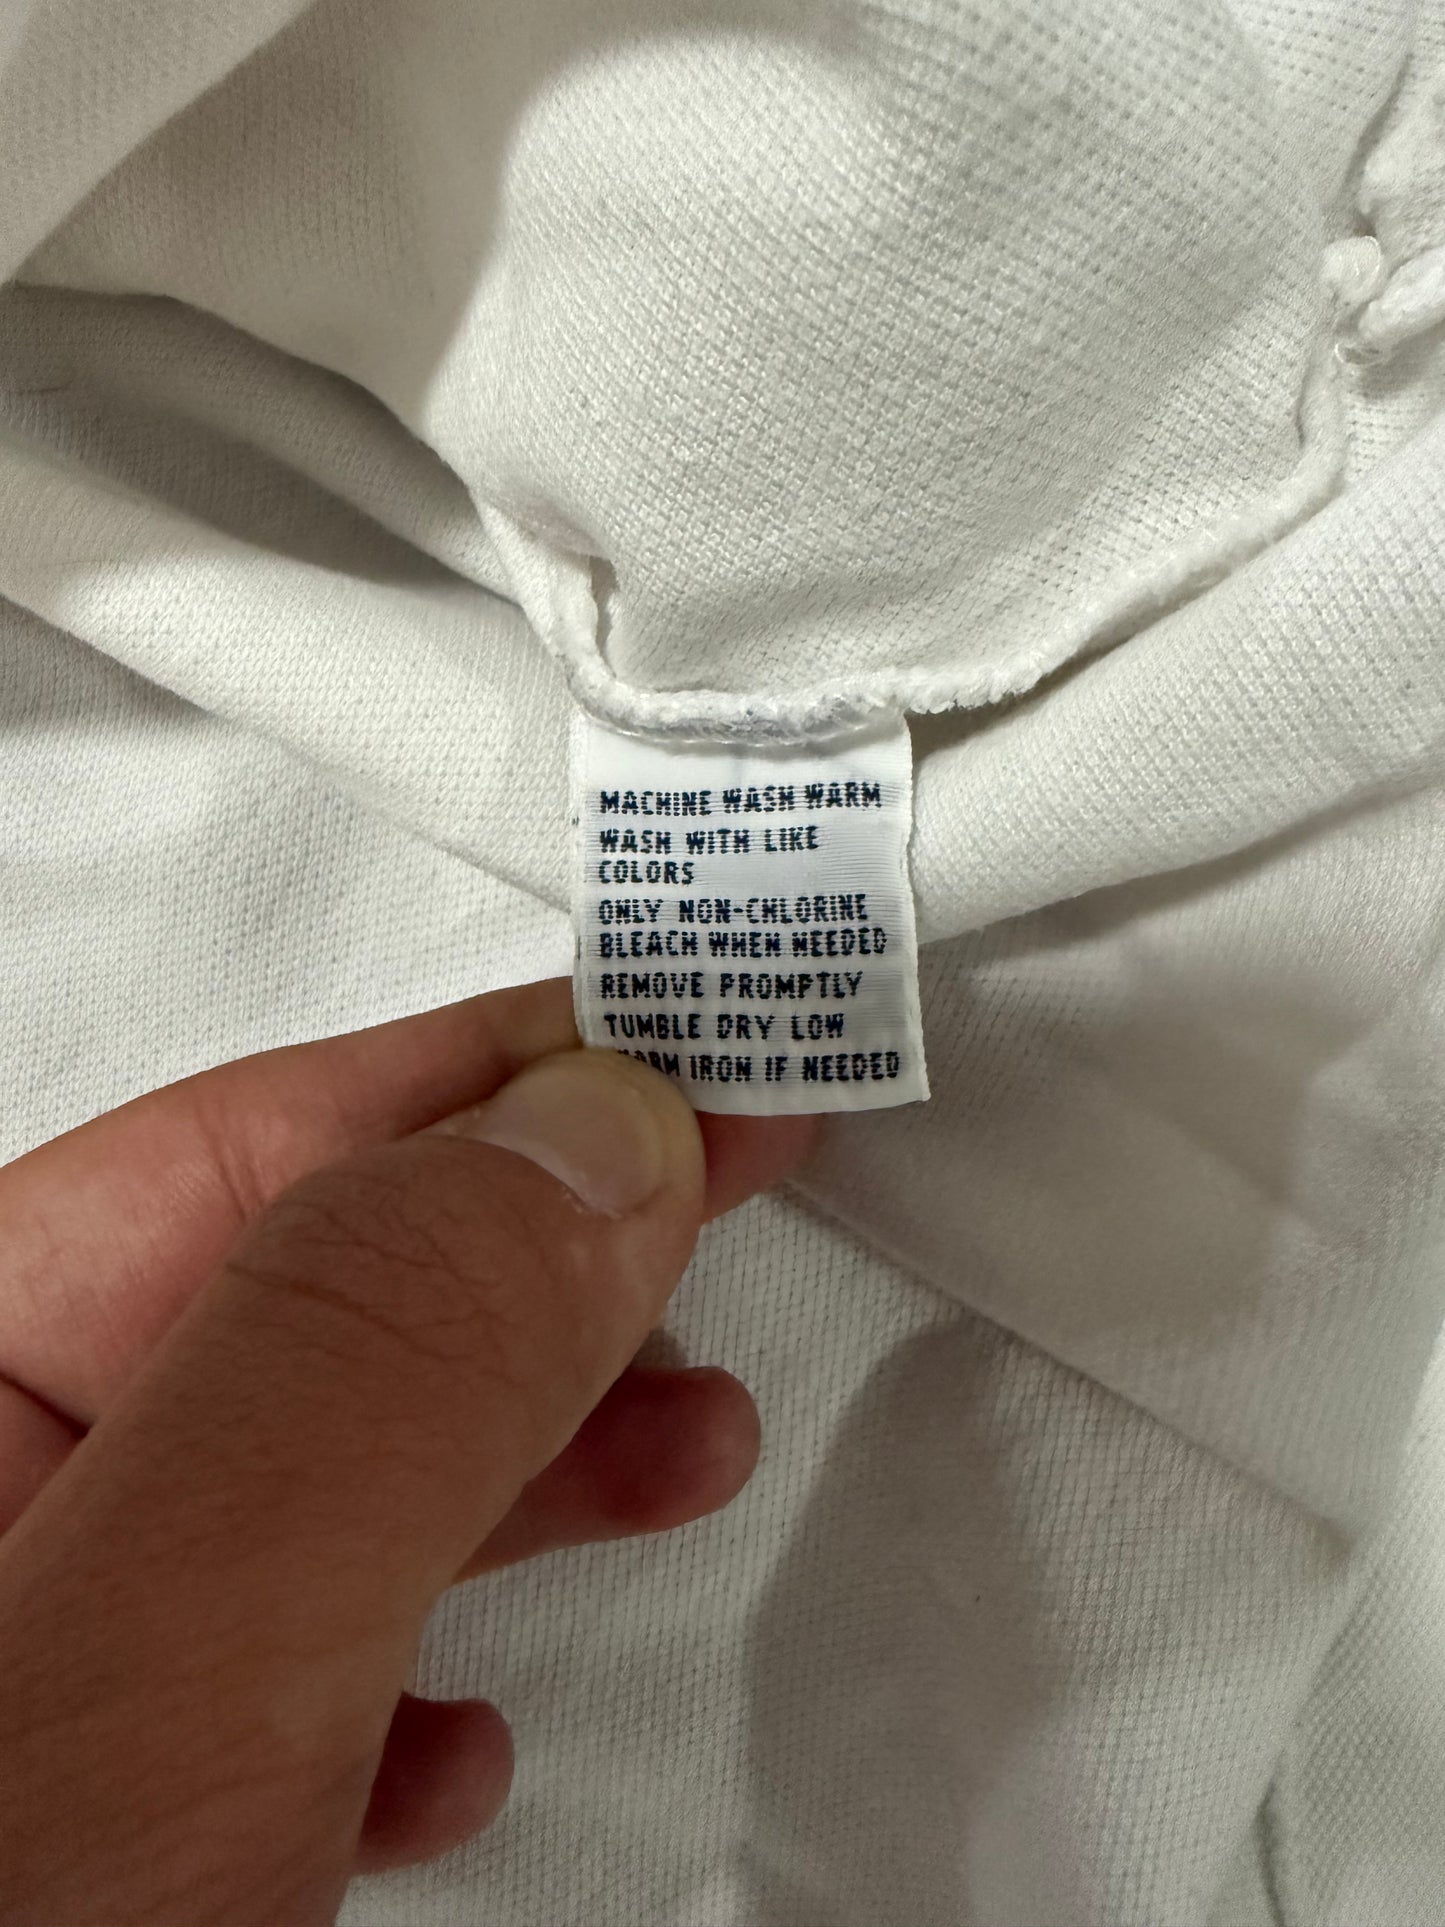 MACHINE WASH WARM
WASH WITH LIKE
COLORS
ONLY NON-CHLORINE
BLEACH WHEN NEEDED
REMOVE PROMPTLY
TUMBLE DRY LOW
IRON IF NEEDED